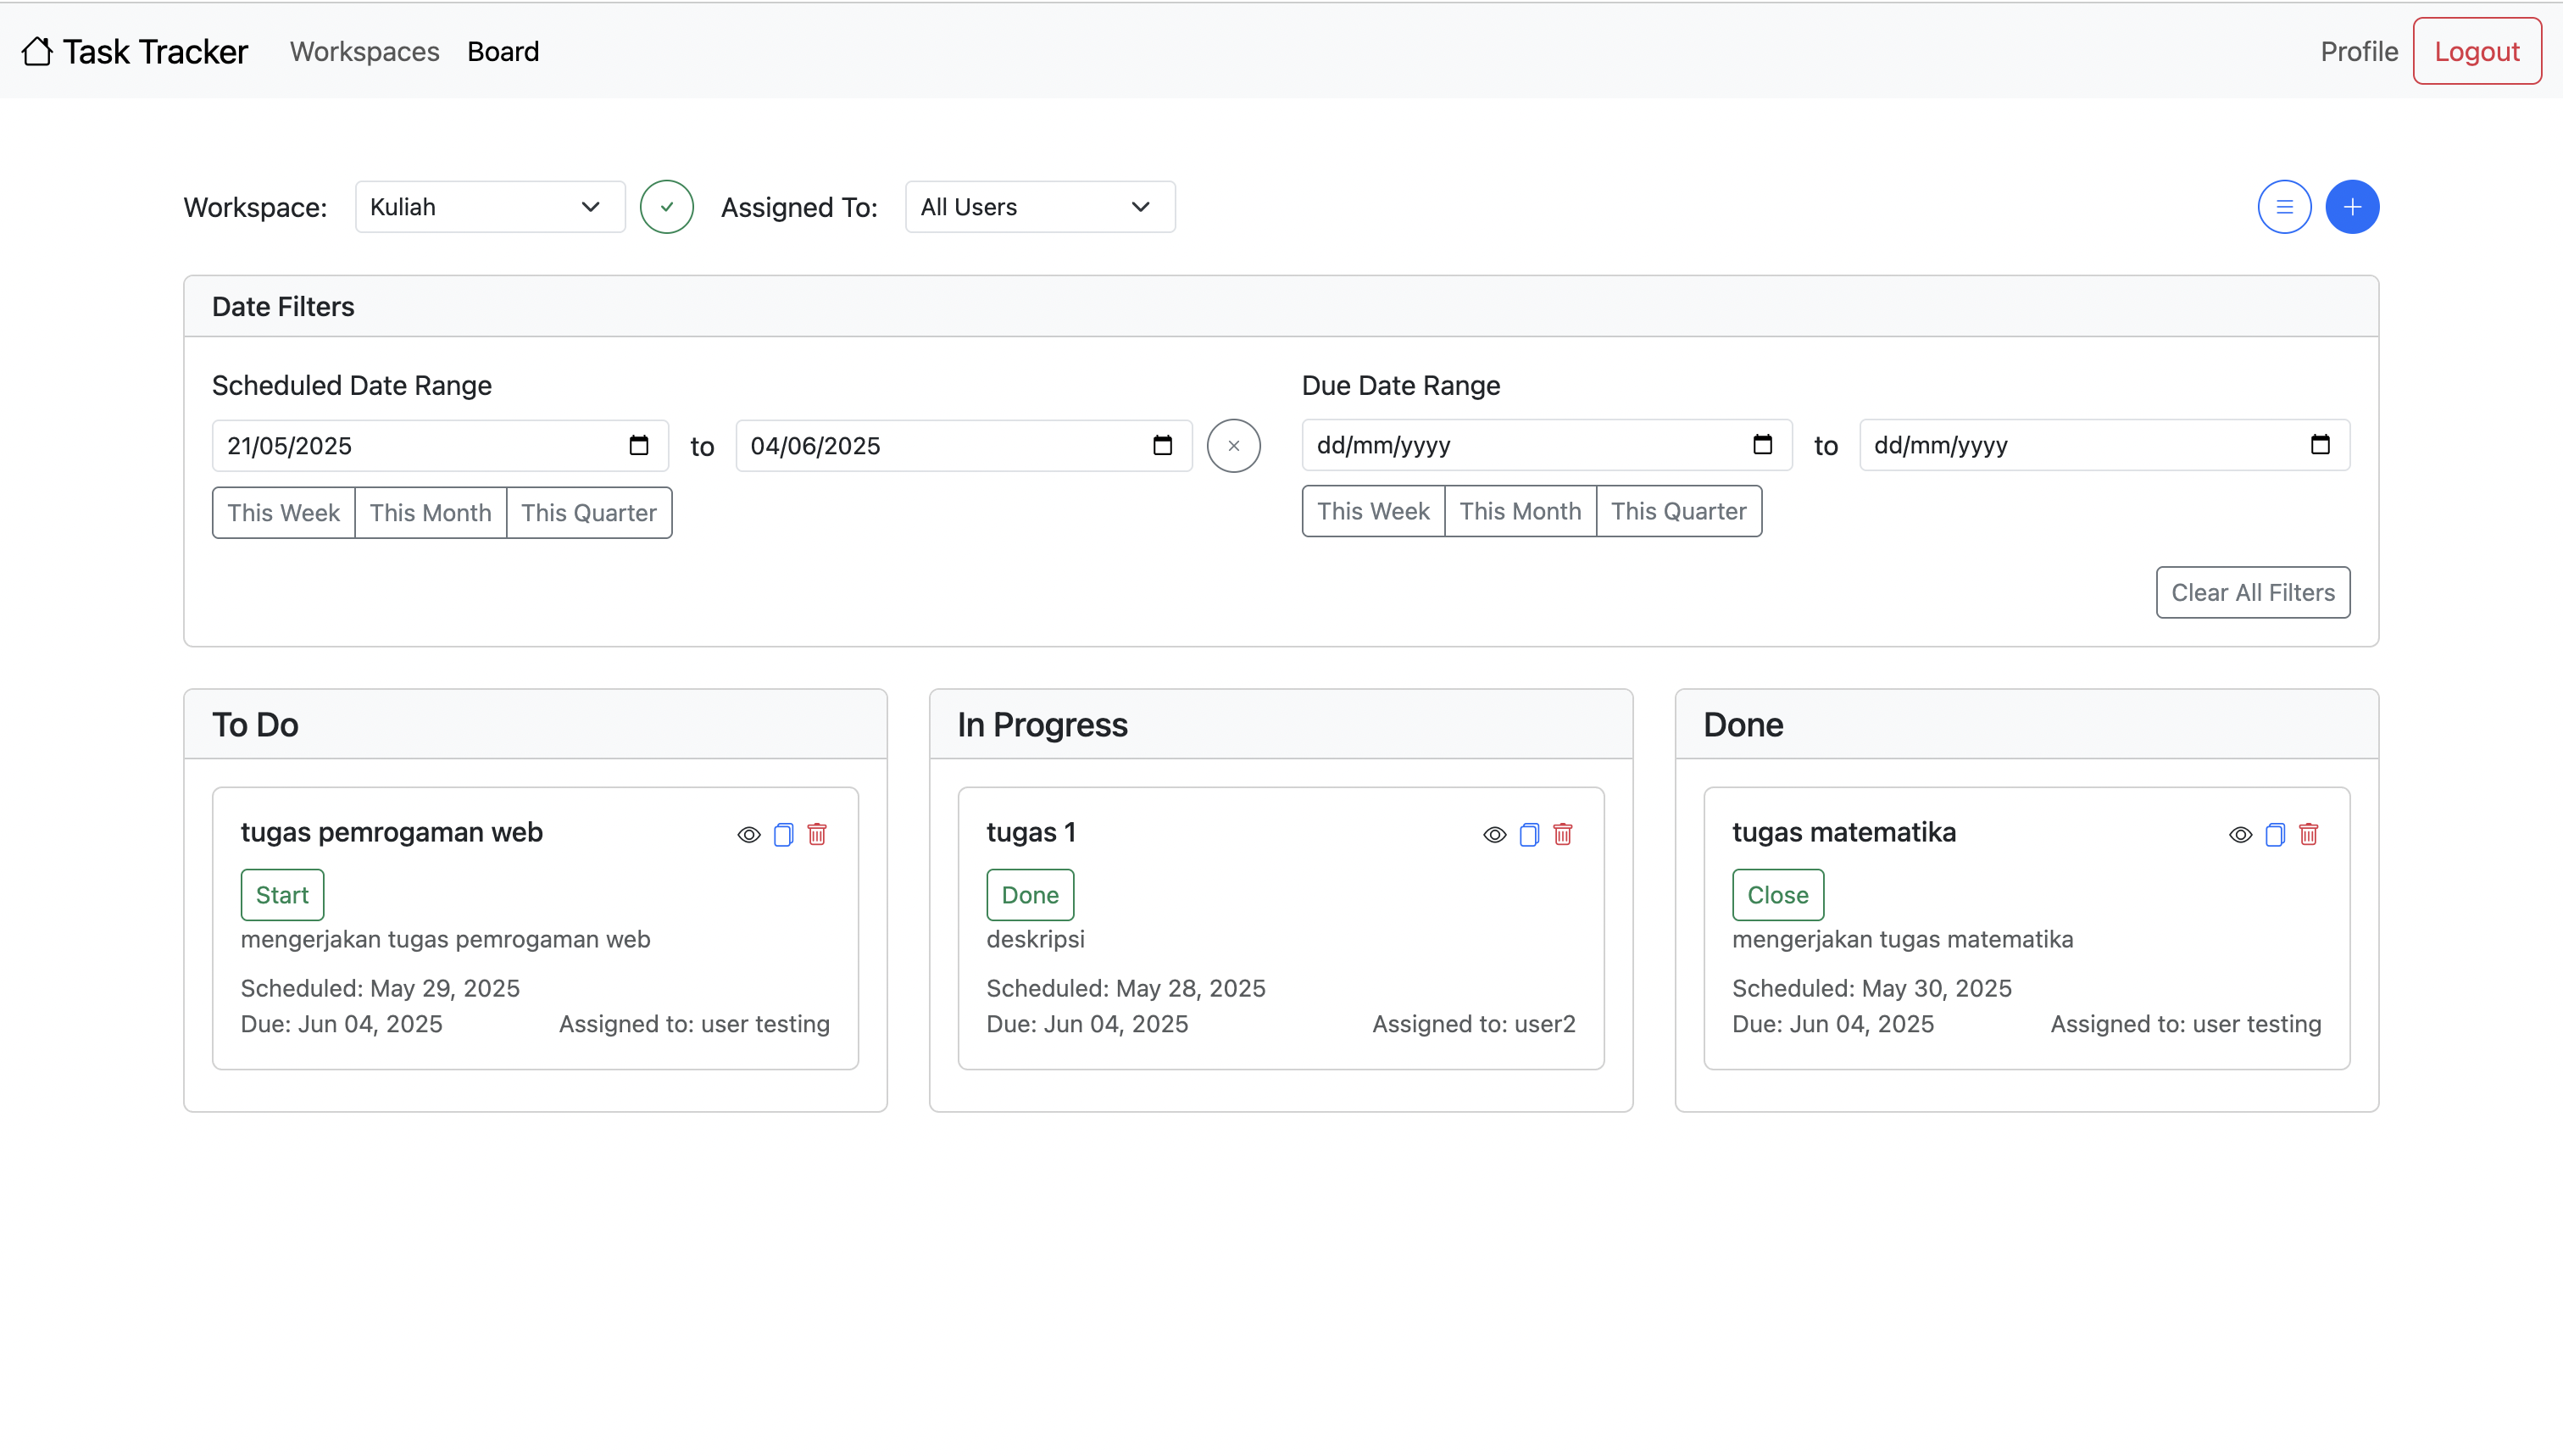 Task Tracker Workspaces Board Profile Logout
Workspace: Kuliah Assigned To: All Users
Date Filters
Scheduled Date Range
21/05/2025 to 04/06/2025
This Week This Month This Quarter
Due Date Range
dd/mm/yyyy to dd/mm/yyyy
This Week This Month This Quarter
Clear All Filters
To Do
tugas pemrogaman web
Start
mengerjakan tugas pemrogaman web
Scheduled: May 29, 2025
Due: Jun 04, 2025 Assigned to: user testing
In Progress
tugas 1
Done
deskripsi
Scheduled: May 28, 2025
Due: Jun 04, 2025 Assigned to: user2
Done
tugas matematika
Close
mengerjakan tugas matematika
Scheduled: May 30, 2025
Due: Jun 04, 2025 Assigned to: user testing